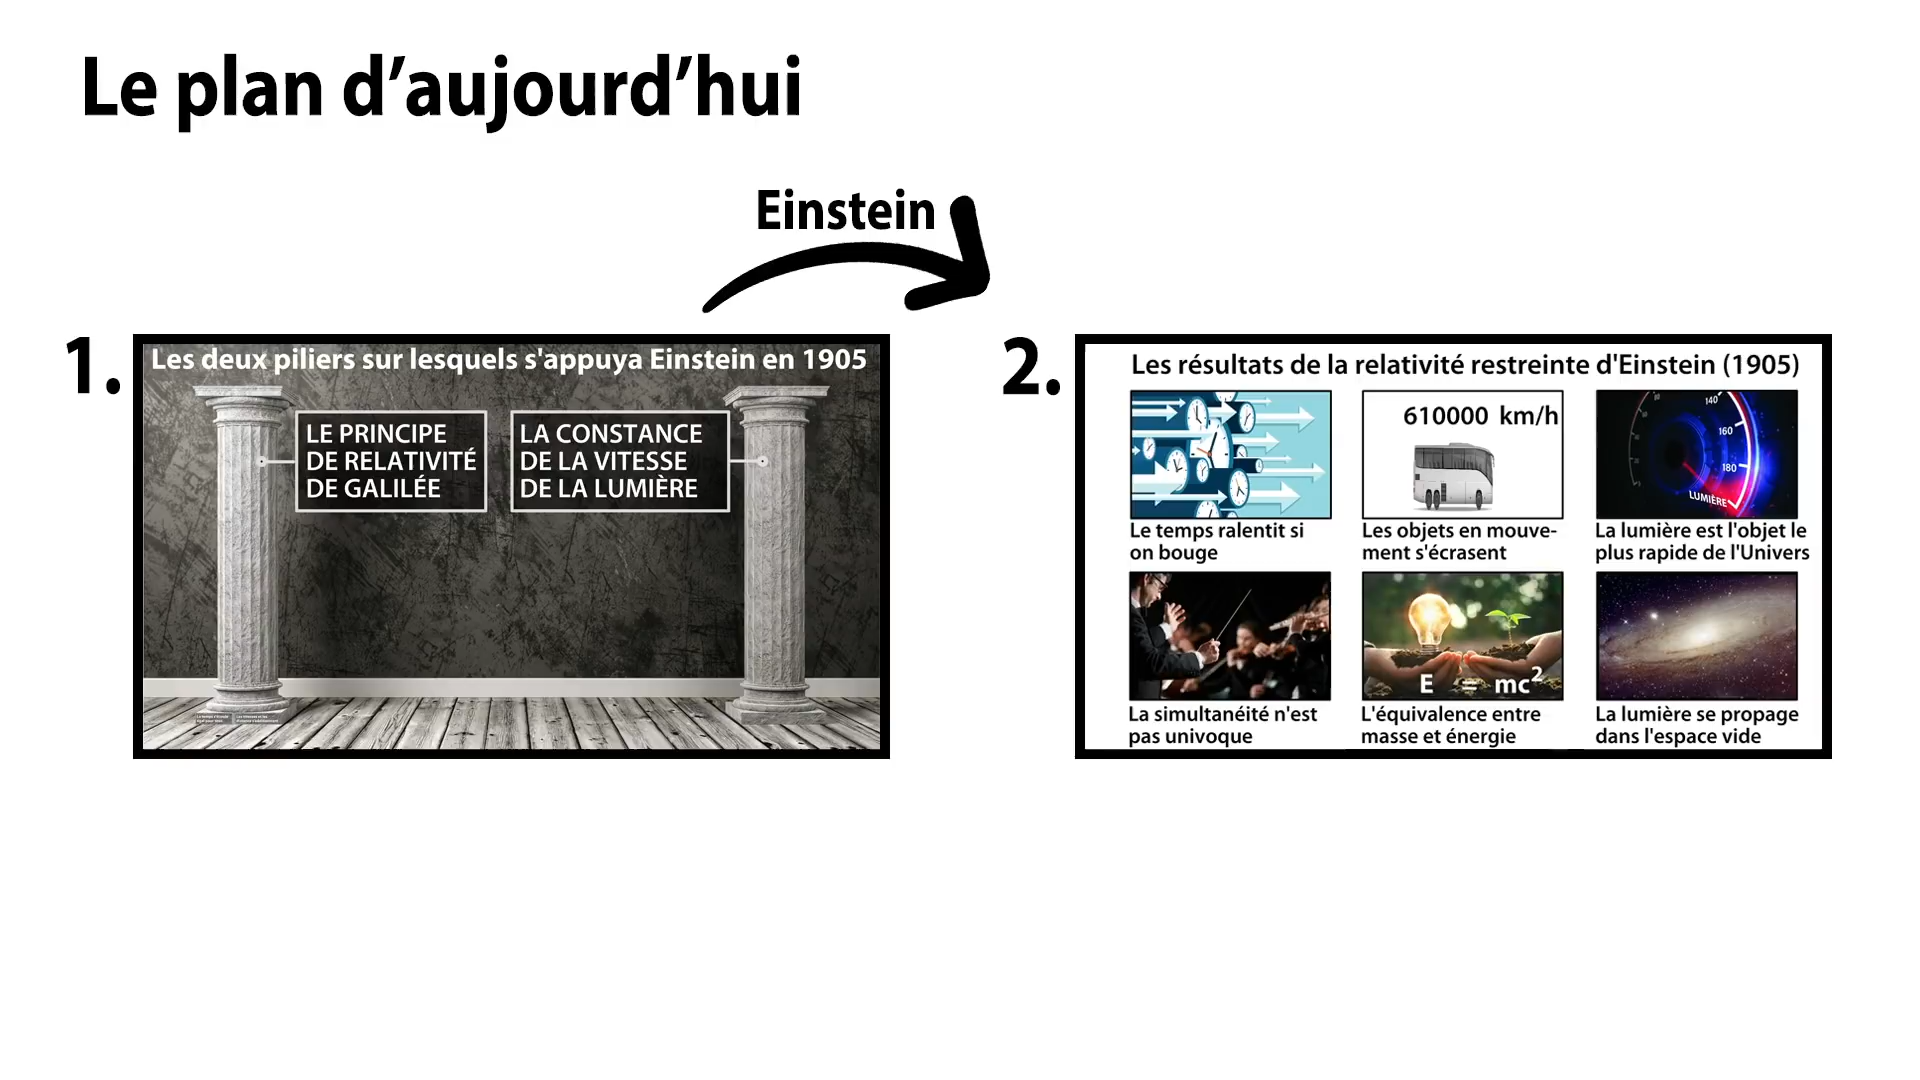 Le plan d’aujourd’hui
Einstein
1.
Les deux piliers sur lesquels s'appuya Einstein en 1905
LE PRINCIPE
DE RELATIVITÉ
DE GALILÉE
LA CONSTANCE
DE LA VITESSE
DE LA LUMIÈRE
2.
Les résultats de la relativité restreinte d'Einstein (1905)
610000 km/h
140
160
180
LUMIÈRE
Le temps ralentit si
on bouge
Les objets en mouve-
ment s'écrasent
La lumière est l'objet le
plus rapide de l'Univers
E = mc²
La simultanéité n'est
pas univoque
L'équivalence entre
masse et énergie
La lumière se propage
dans l'espace vide